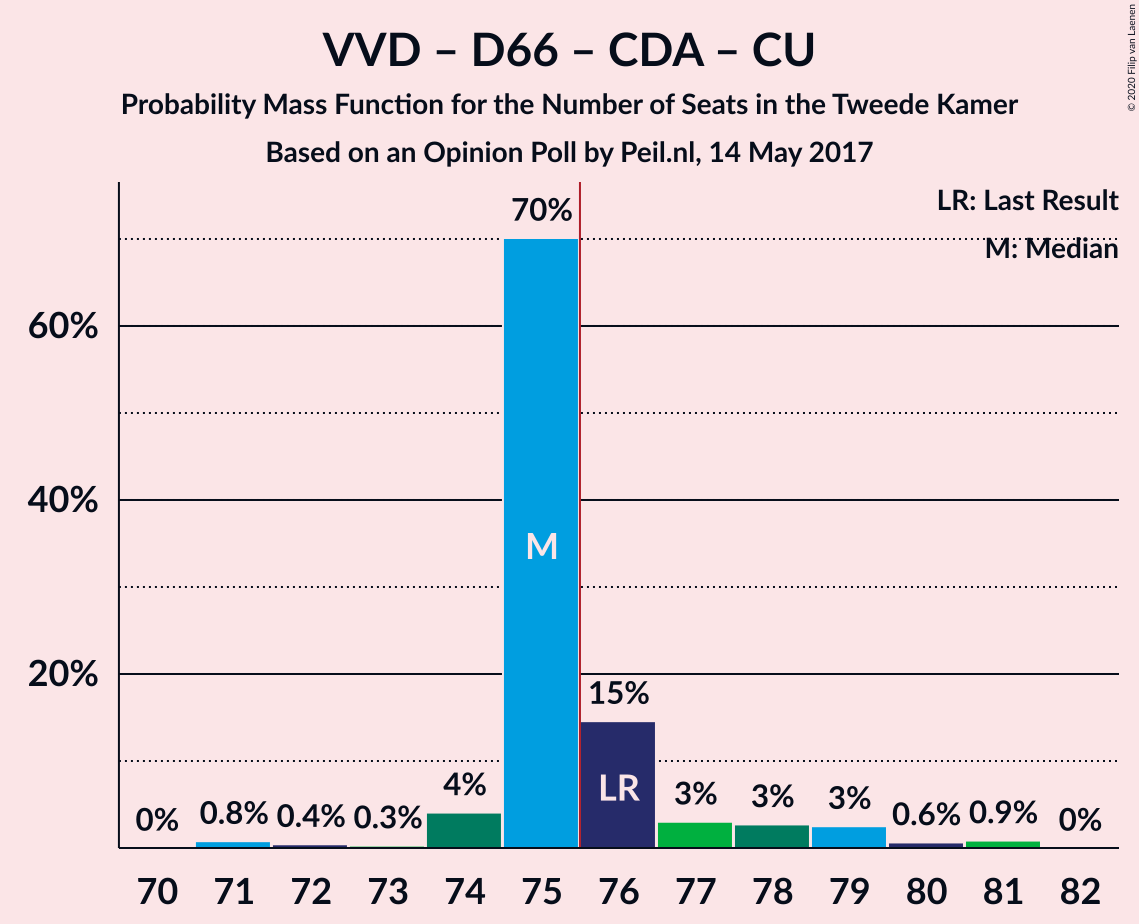 VVD – D66 – CDA – CU
Probability Mass Function for the Number of Seats in the Tweede Kamer
Based on an Opinion Poll by Peil.nl, 14 May 2017
© 2020 Filip van Laenen
LR: Last Result
M: Median
60%
40%
20%
0%
0.8%
0.4%
0.3%
4%
70%
15%
3%
3%
3%
0.6%
0.9%
0%
M
LR
70 71 72 73 74 75 76 77 78 79 80 81 82